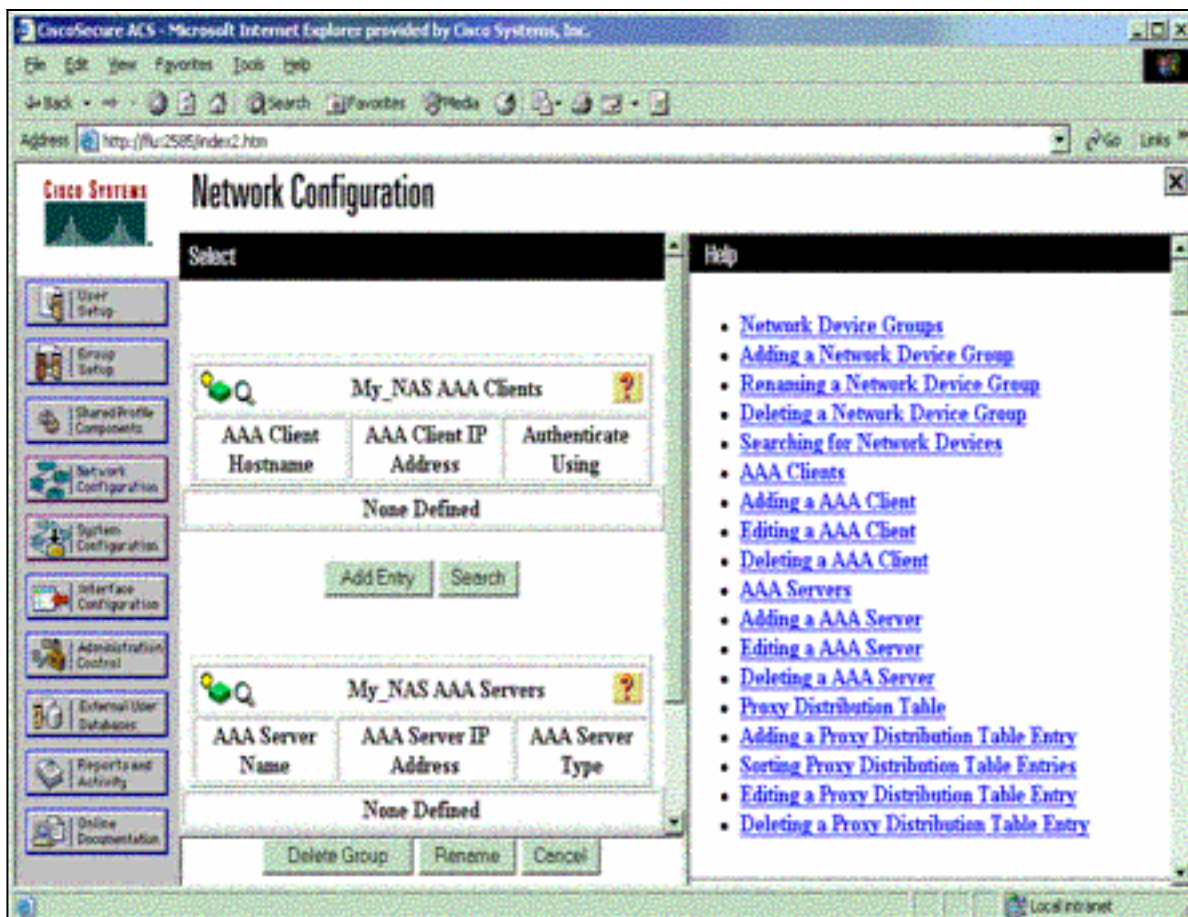 CiscoSecure ACS - Microsoft Internet Explorer provided by Cisco Systems, Inc.
File Edit View Favorites Tools Help
Back Search Favorites Media
Address http://flu:2585/index2.htm Go Links »
CISCO SYSTEMS
Network Configuration
User
Setup
Group
Setup
Shared Profile
Components
Network
Configuration
System
Configuration
Interface
Configuration
Administration
Control
External User
Databases
Reports and
Activity
Online
Documentation
Select
My_NAS AAA Clients
AAA Client
Hostname
AAA Client IP
Address
Authenticate
Using
None Defined
Add Entry Search
My_NAS AAA Servers
AAA Server
Name
AAA Server IP
Address
AAA Server
Type
None Defined
Delete Group Rename Cancel
Help
• Network Device Groups
• Adding a Network Device Group
• Renaming a Network Device Group
• Deleting a Network Device Group
• Searching for Network Devices
• AAA Clients
• Adding a AAA Client
• Editing a AAA Client
• Deleting a AAA Client
• AAA Servers
• Adding a AAA Server
• Editing a AAA Server
• Deleting a AAA Server
• Proxy Distribution Table
• Adding a Proxy Distribution Table Entry
• Sorting Proxy Distribution Table Entries
• Editing a Proxy Distribution Table Entry
• Deleting a Proxy Distribution Table Entry
Local intranet